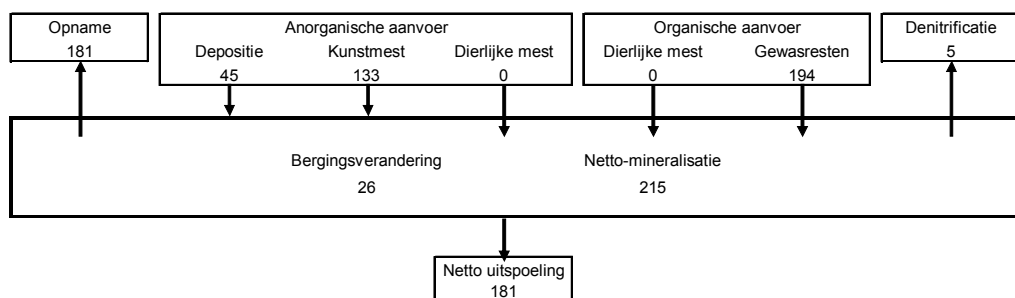 Opname
181
Anorganische aanvoer
Depositie Kunstmest Dierlijke mest
45 133 0
Organische aanvoer
Dierlijke mest Gewasresten
0 194
Denitrificatie
5
Bergingsverandering Netto-mineralisatie
26 215
Netto uitspoeling
181